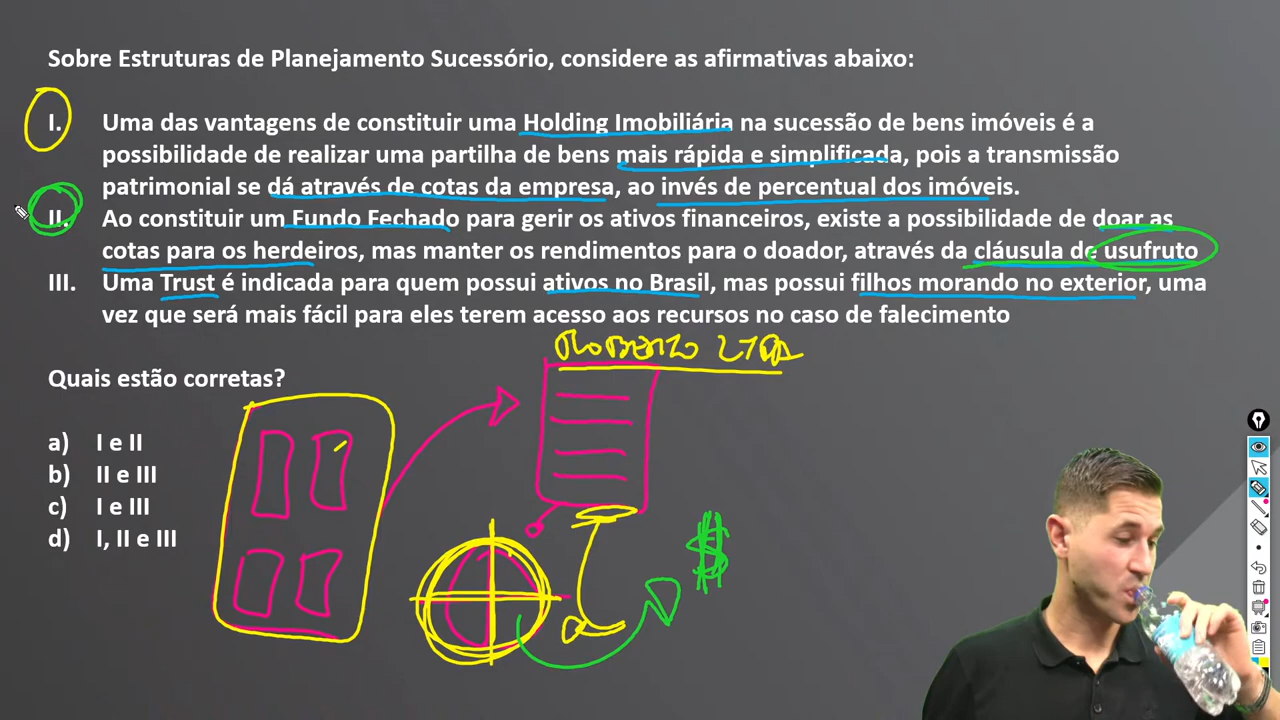 Sobre Estruturas de Planejamento Sucessório, considere as afirmativas abaixo:
I. Uma das vantagens de constituir uma Holding Imobiliária na sucessão de bens imóveis é a
possibilidade de realizar uma partilha de bens mais rápida e simplificada, pois a transmissão
patrimonial se dá através de cotas da empresa, ao invés de percentual dos imóveis.
II. Ao constituir um Fundo Fechado para gerir os ativos financeiros, existe a possibilidade de doar as
cotas para os herdeiros, mas manter os rendimentos para o doador, através da cláusula de usufruto
III. Uma Trust é indicada para quem possui ativos no Brasil, mas possui filhos morando no exterior, uma
vez que será mais fácil para eles terem acesso aos recursos no caso de falecimento
LTDA
Quais estão corretas?
a) I e II
b) II e III
c) I e III
d) I, II e III
$